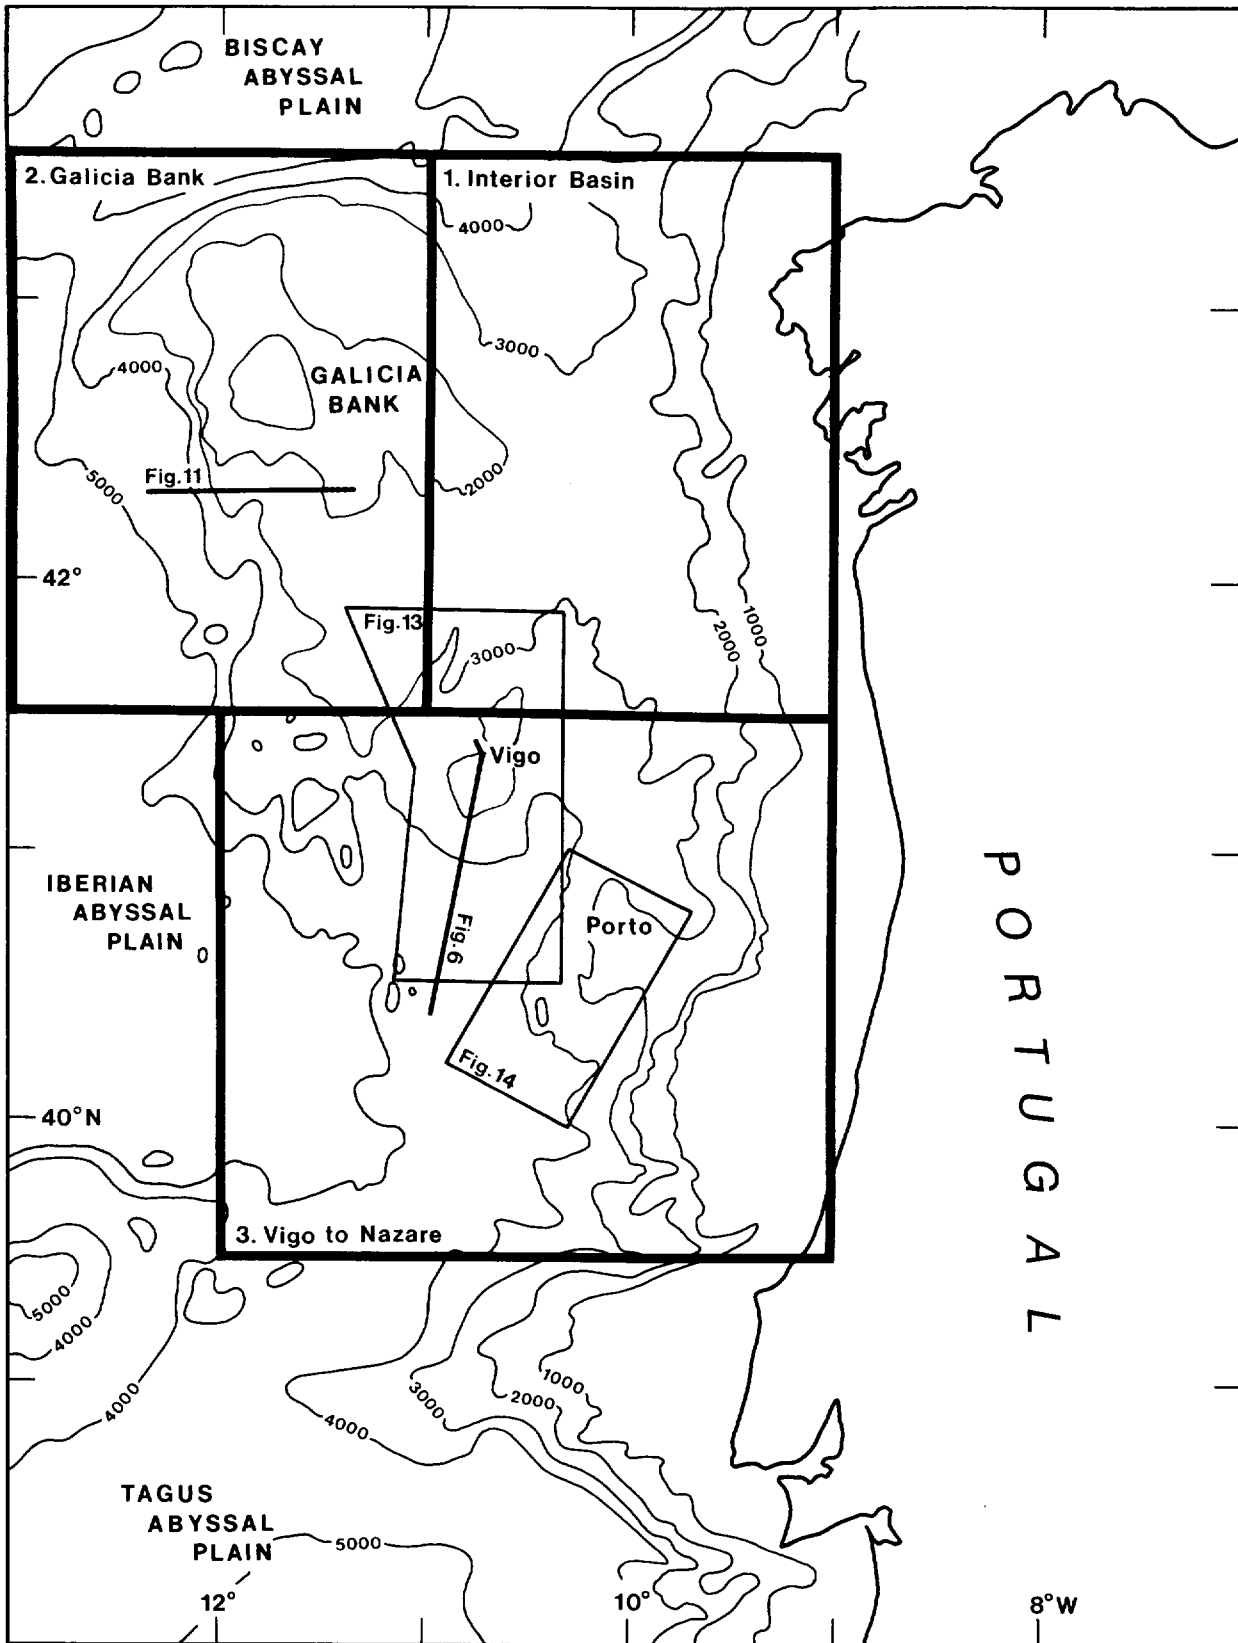 BISCAY
ABYSSAL
PLAIN
2. Galicia Bank
1. Interior Basin
4000
3000
4000
GALICIA
BANK
Fig.11
5000
2000
42°
Fig.13
3000
1000
2000
Vigo
IBERIAN
ABYSSAL
PLAIN
Fig.6
Porto
PORTUGAL
Fig.14
40°N
3. Vigo to Nazare
5000
4000
4000
3000
1000
2000
4000
TAGUS
ABYSSAL
PLAIN
5000
12°
10°
8°W